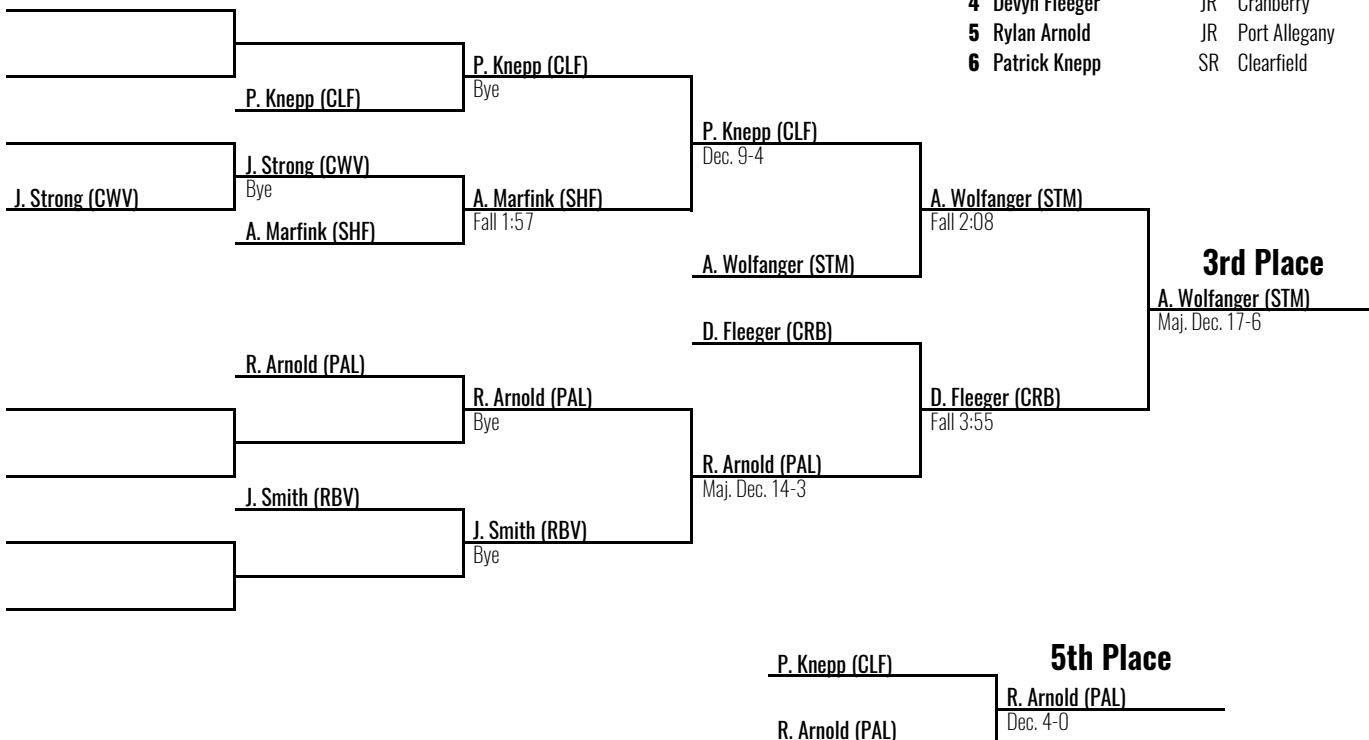 4 Devyn Fleeger JR Cranberry
5 Rylan Arnold JR Port Allegany
6 Patrick Knepp SR Clearfield
P. Knepp (CLF)
Bye
P. Knepp (CLF)
P. Knepp (CLF)
Dec. 9-4
J. Strong (CWV)
Bye
J. Strong (CWV)
A. Marfink (SHF)
Fall 1:57
A. Wolfanger (STM)
Fall 2:08
A. Marfink (SHF)
A. Wolfanger (STM)
3rd Place
A. Wolfanger (STM)
Maj. Dec. 17-6
D. Fleeger (CRB)
R. Arnold (PAL)
R. Arnold (PAL)
Bye
D. Fleeger (CRB)
Fall 3:55
R. Arnold (PAL)
Maj. Dec. 14-3
J. Smith (RBV)
J. Smith (RBV)
Bye
P. Knepp (CLF)
5th Place
R. Arnold (PAL)
Dec. 4-0
R. Arnold (PAL)